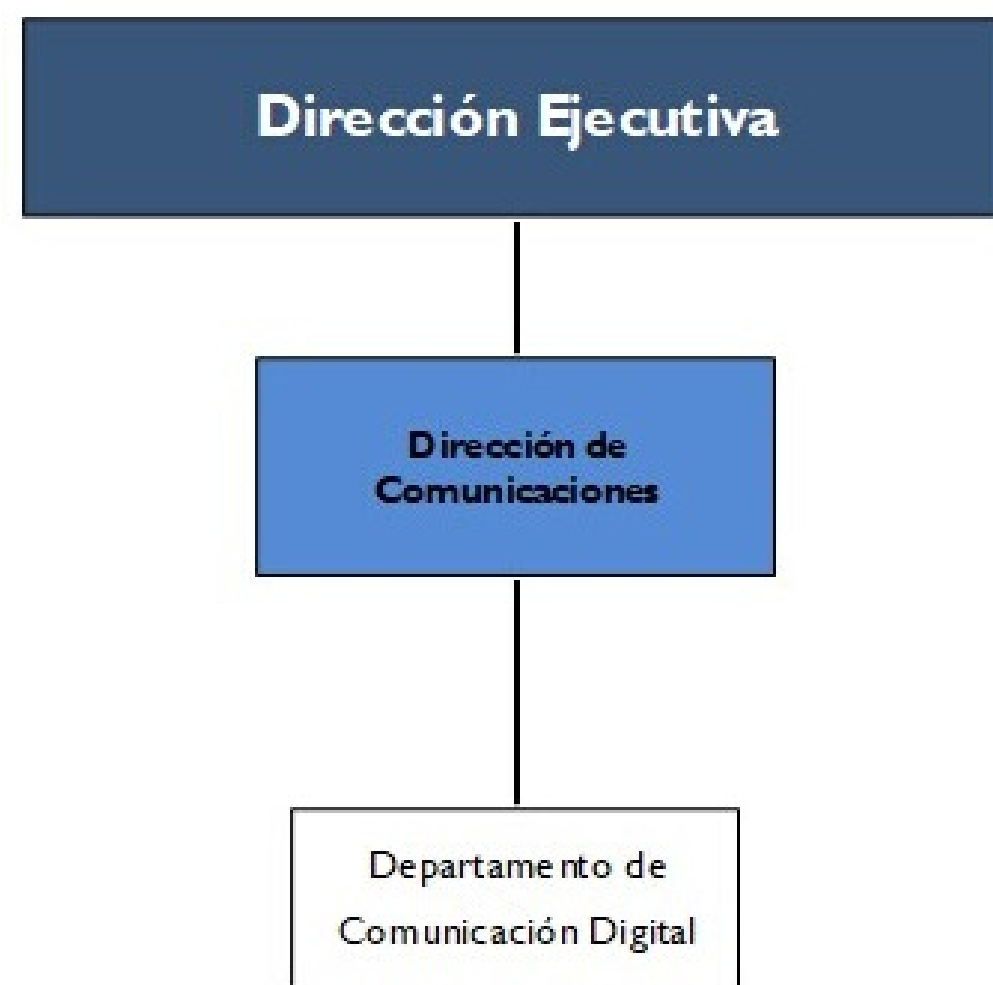 Dirección Ejecutiva
Dirección de
Comunicaciones
Departamento de
Comunicación Digital